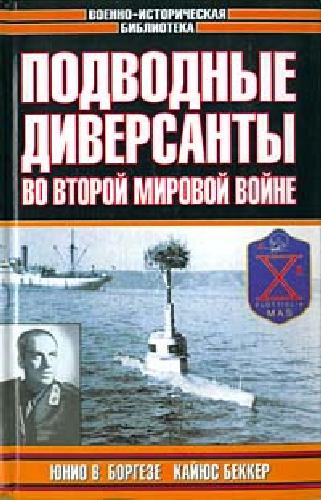 ВОЕННО-ИСТОРИЧЕСКАЯ
БИБЛИОТЕКА
ПОДВОДНЫЕ
ДИВЕРСАНТЫ
ВО ВТОРОЙ МИРОВОЙ ВОЙНЕ
X
MAS
ЮНИО В. БОРГЕЗЕ КАЙЮС БЕККЕР